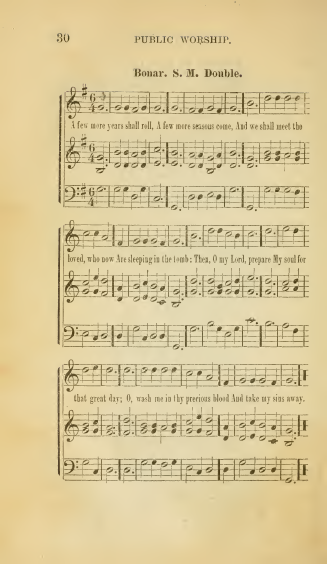 30 PUBLIC WORSHIP.
Bonar. S. M. Double.
A few more years shall roll, A few more seasons come, And we shall meet tho
loved, who now Are sleeping in the tomb: Then, O my Lord, prepare My soul for
that great day; O, wash me in thy precious blood And take my sins away.